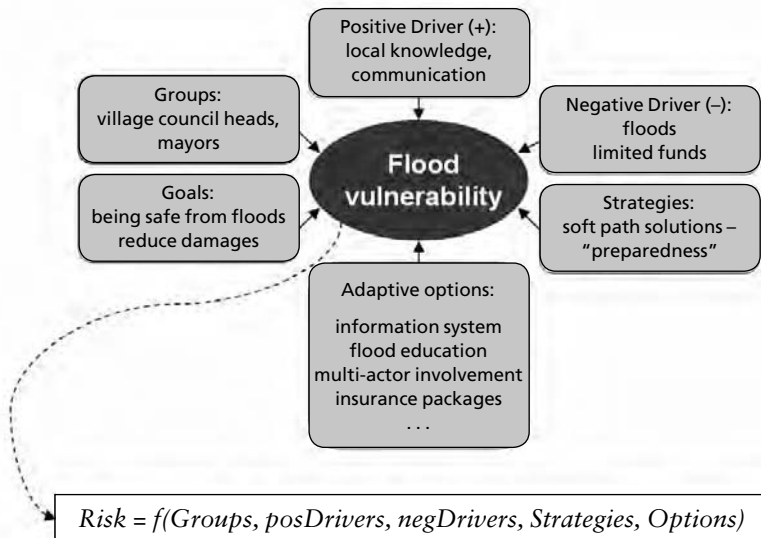 Positive Driver (+):
local knowledge,
communication
Groups:
village council heads,
mayors
Negative Driver (–):
floods
limited funds
Flood
vulnerability
Goals:
being safe from floods
reduce damages
Strategies:
soft path solutions –
“preparedness”
Adaptive options:
information system
flood education
multi-actor involvement
insurance packages
. . .
Risk = f(Groups, posDrivers, negDrivers, Strategies, Options)